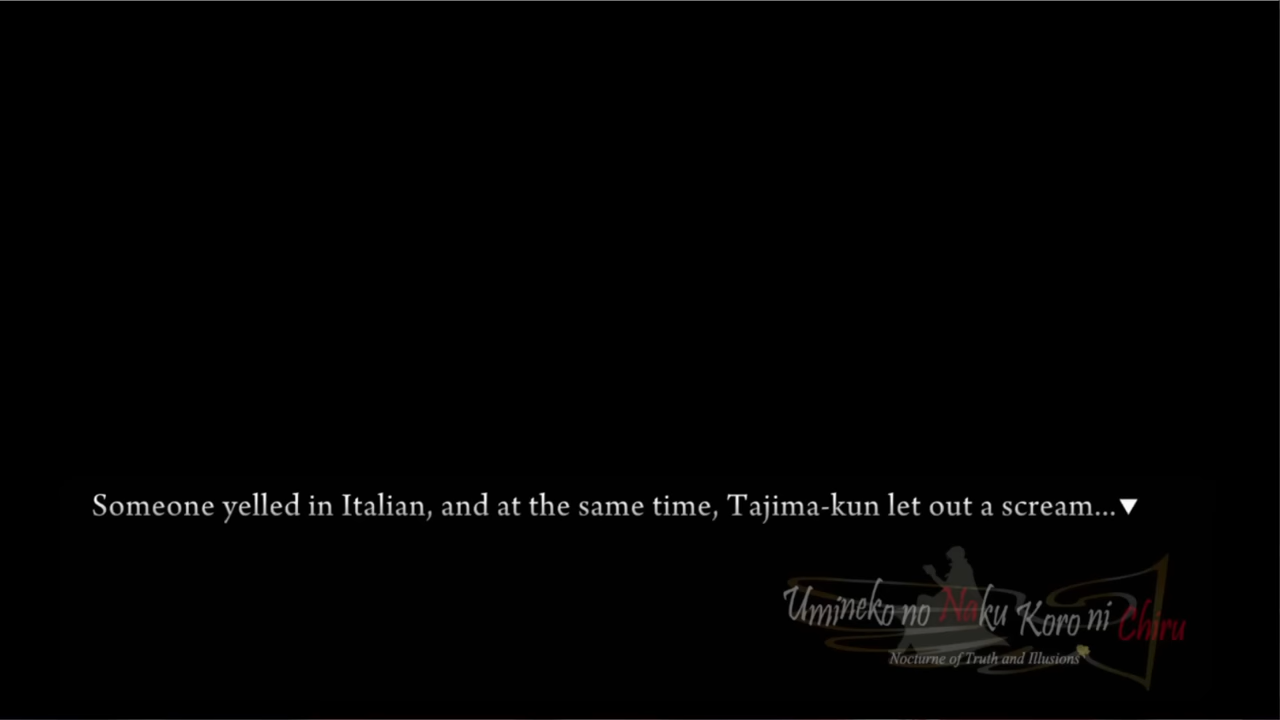 Someone yelled in Italian, and at the same time, Tajima-kun let out a scream...
Umineko no Naku Koro ni Chiru
Nocturne of Truth and Illusions